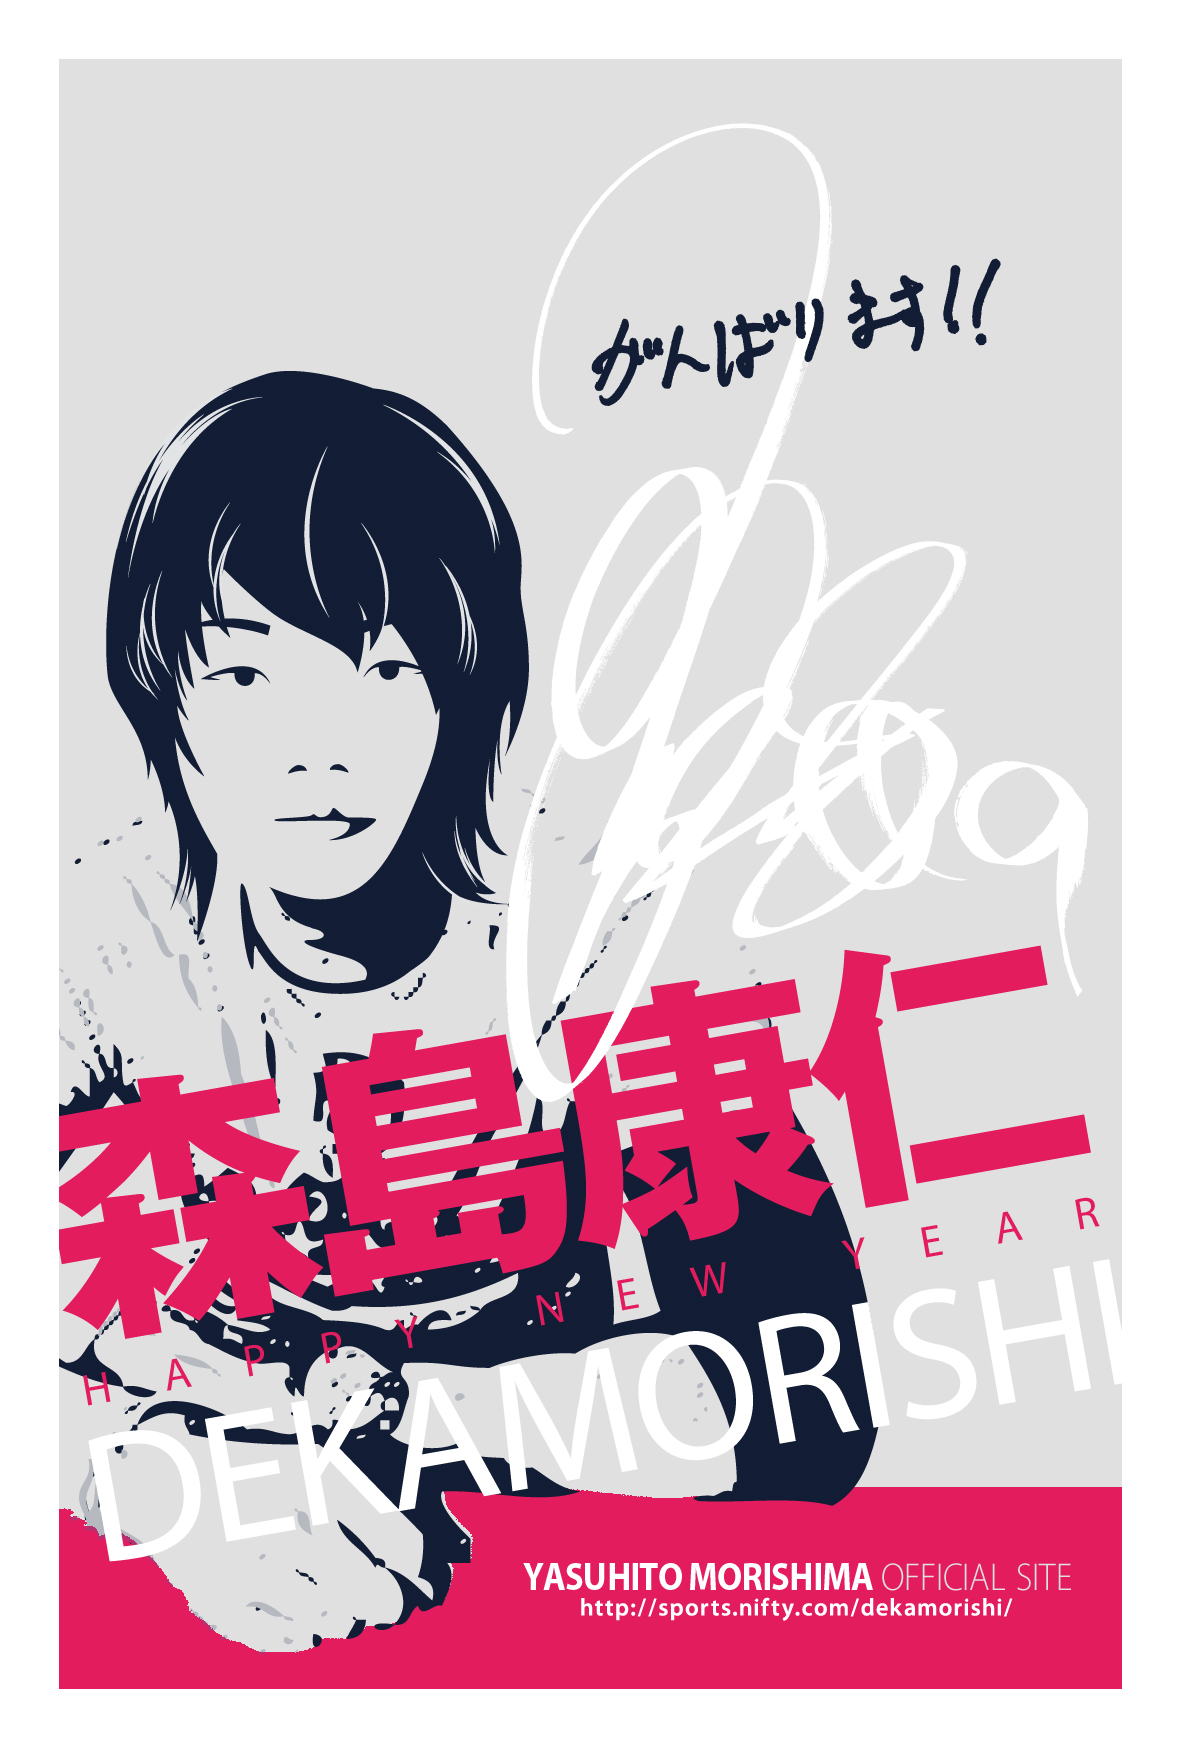 がんばります!!
森島康仁
HAPPY NEW YEAR
DEKAMORISHI
YASUHITO MORISHIMA OFFICIAL SITE
http://sports.nifty.com/dekamorishi/